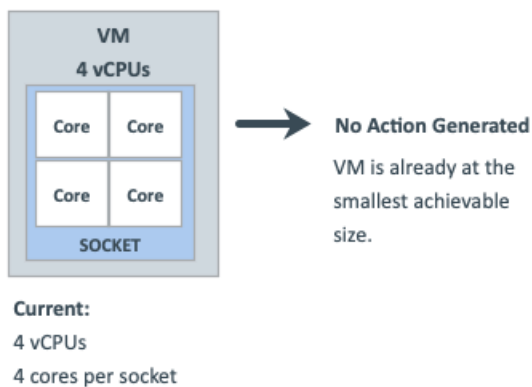 VM
4 vCPUs
Core Core
Core Core
SOCKET
No Action Generated
VM is already at the
smallest achievable
size.
Current:
4 vCPUs
4 cores per socket